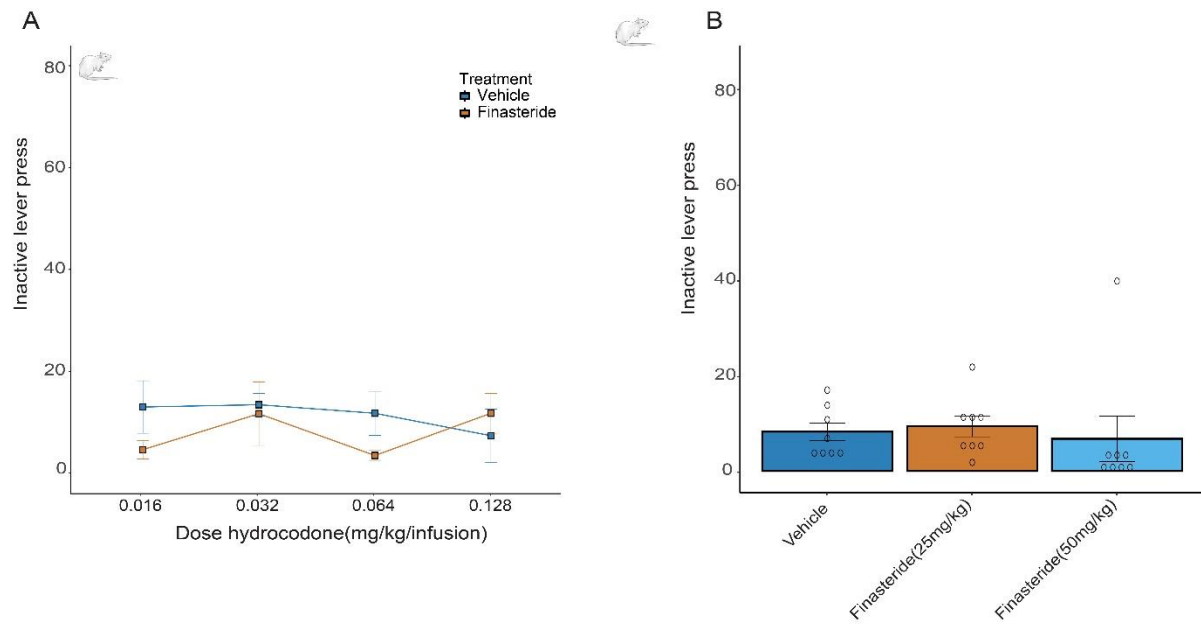 A
Inactive lever press
80
60
40
20
0
Treatment
Vehicle
Finasteride
0.016
0.032
0.064
0.128
Dose hydrocodone(mg/kg/infusion)
B
Inactive lever press
80
60
40
20
0
Vehicle
Finasteride(25mg/kg)
Finasteride(50mg/kg)